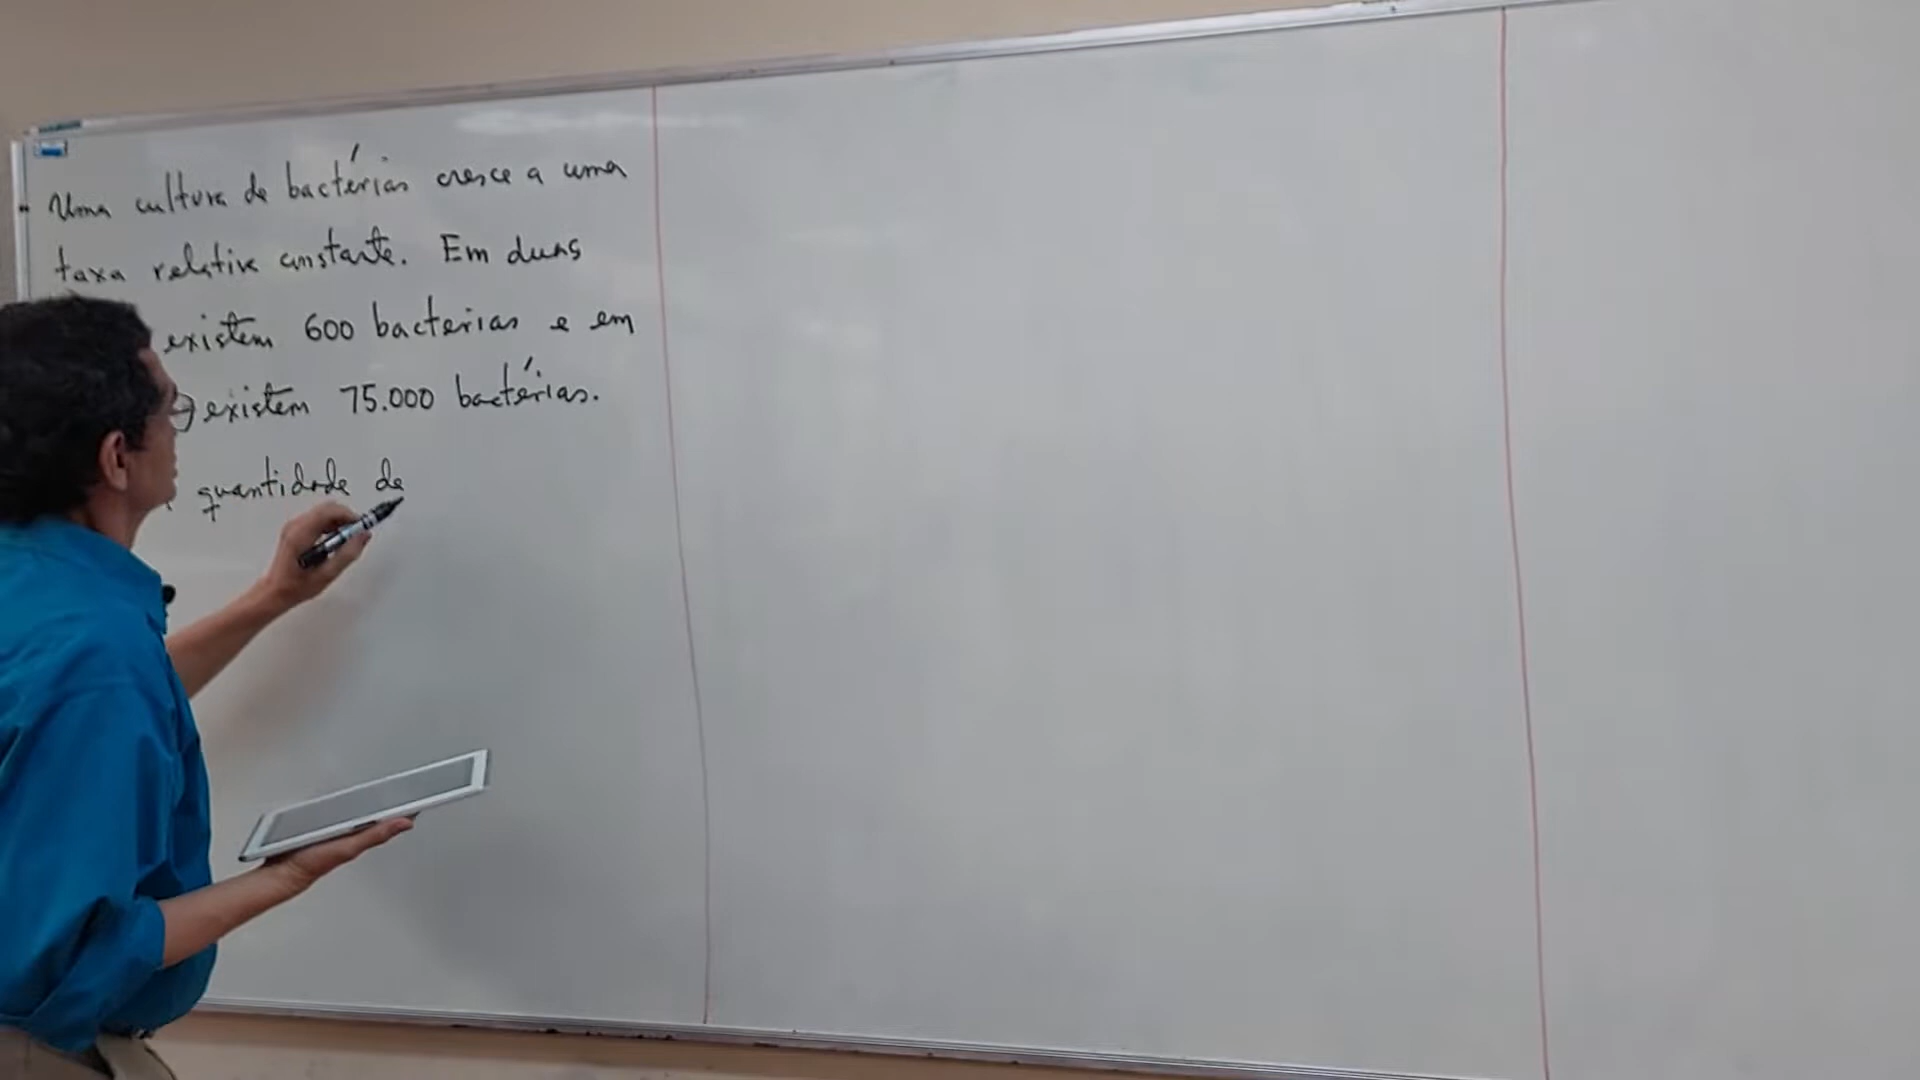 Uma cultura de bactérias cresce a uma
taxa relativa constante. Em duas
existem 600 bacterias e em
existem 75.000 bactérias.
quantidade de